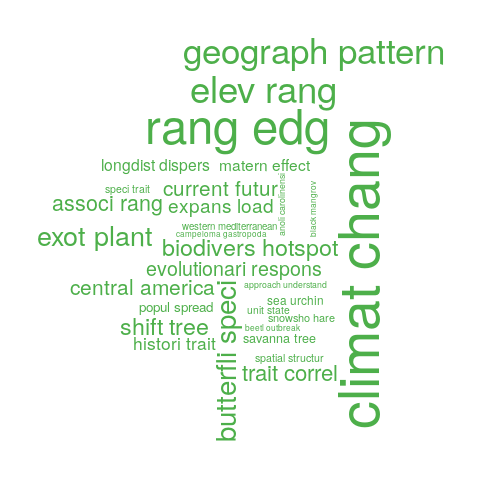 geograph pattern
elev rang
rang edg
climat chang
longdist dispers
matern effect
speci trait
current futur
anoli carolinensi
black mangrov
associ rang
expans load
western mediterranean
campeloma gastropoda
exot plant
biodivers hotspot
evolutionari respons
central america
approach understand
butterfli speci
sea urchin
popul spread
unit state
snowsho hare
shift tree
beetl outbreak
histori trait
savanna tree
spatial structur
trait correl